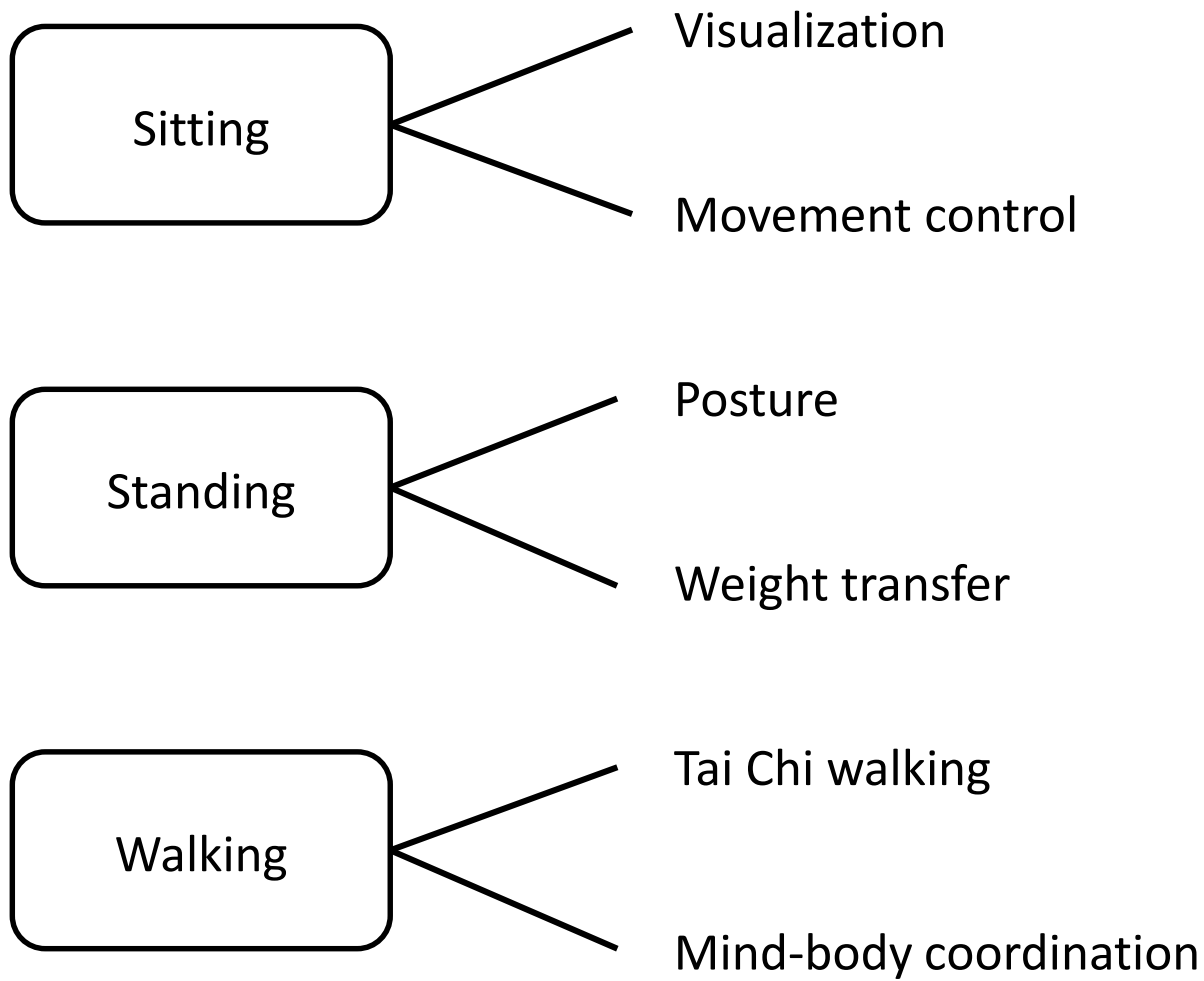 Sitting
Visualization
Movement control
Standing
Posture
Weight transfer
Walking
Tai Chi walking
Mind-body coordination